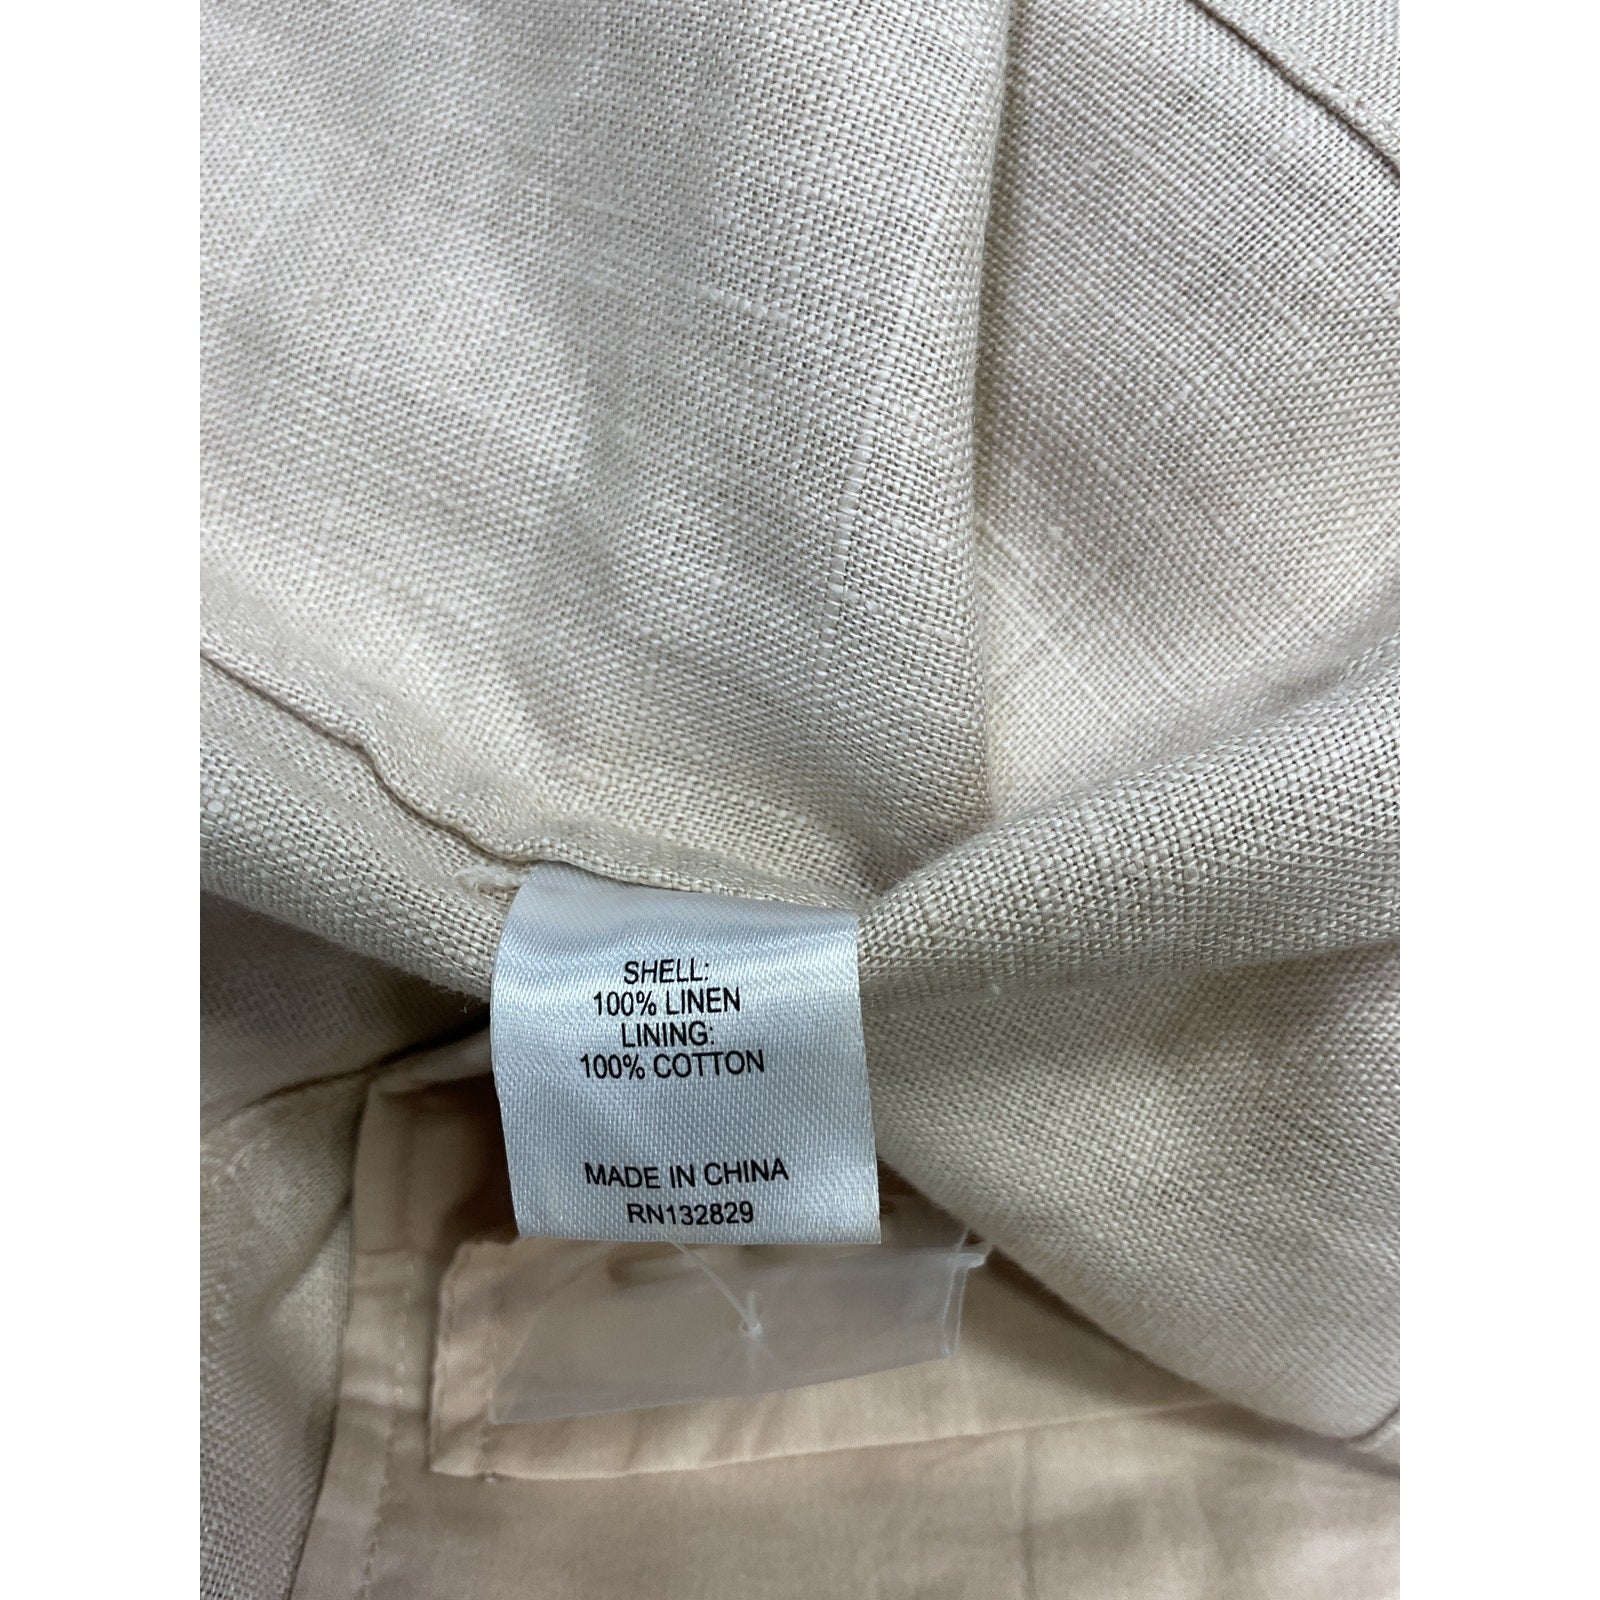 SHELL:
100% LINEN
LINING:
100% COTTON
MADE IN CHINA
RN132829